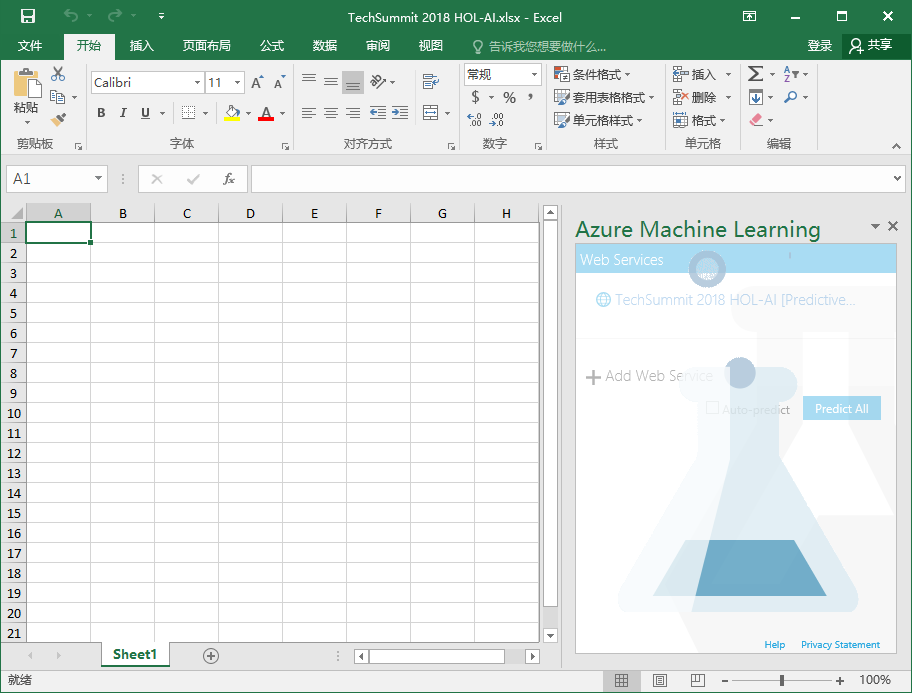 TechSummit 2018 HOL-AI.xlsx - Excel
文件 开始 插入 页面布局 公式 数据 审阅 视图 告诉我您想要做什么... 登录 共享
Calibri 11 常规 条件格式 插入
粘贴 B I U A $ % , 套用表格格式 删除
单元格样式 格式
剪贴板 字体 对齐方式 数字 样式 单元格 编辑
A1 fx
A B C D E F G H
1
2
3
4
5
6
7
8
9
10
11
12
13
14
15
16
17
18
19
20
21
Azure Machine Learning
Web Services
TechSummit 2018 HOL-AI [Predictive...
Add Web Service
Auto-predict Predict All
Help Privacy Statement
Sheet1
就绪 100%